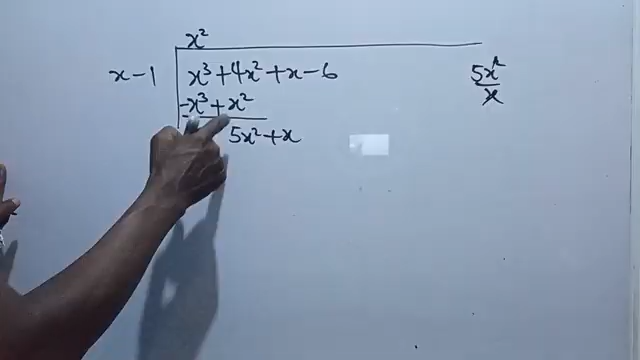 x²
x - 1 | x³ + 4x² + x - 6
-x³ + x²
5x² + x
5x²
x